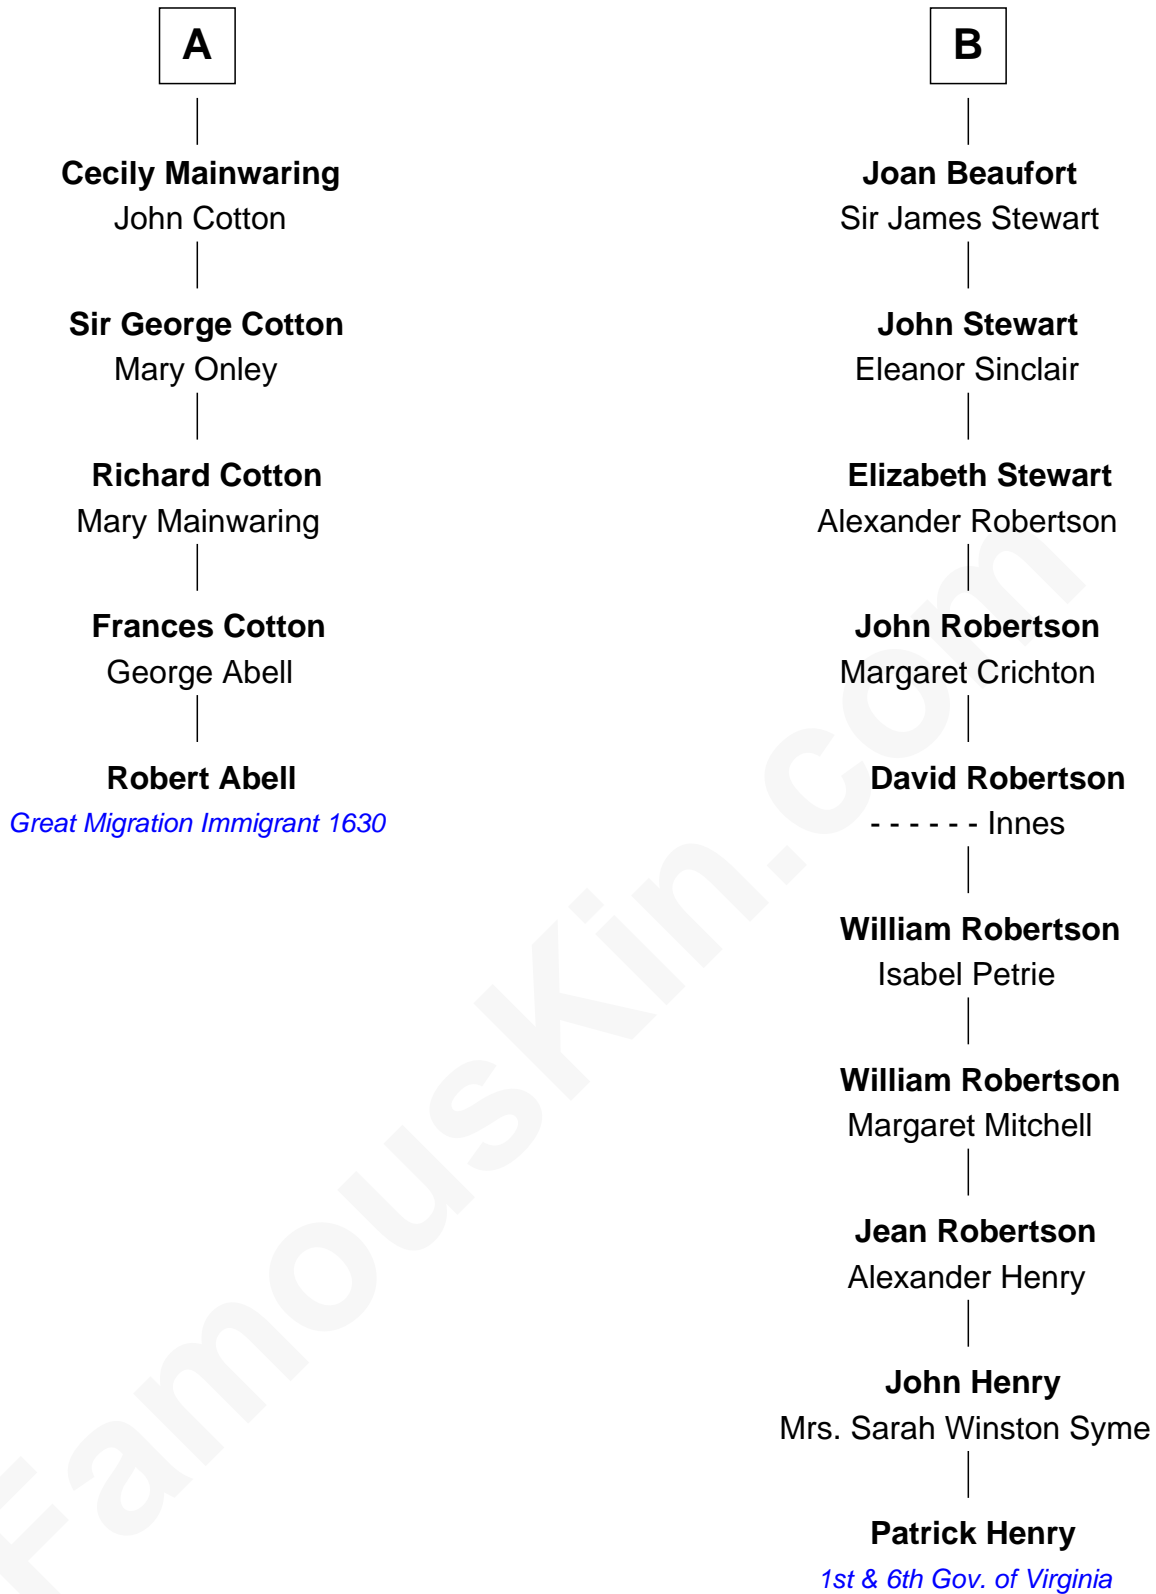 A
Cecily Mainwaring
John Cotton
Sir George Cotton
Mary Onley
Richard Cotton
Mary Mainwaring
Frances Cotton
George Abell
Robert Abell
Great Migration Immigrant 1630
B
Joan Beaufort
Sir James Stewart
John Stewart
Eleanor Sinclair
Elizabeth Stewart
Alexander Robertson
John Robertson
Margaret Crichton
David Robertson
- - - - - - Innes
William Robertson
Isabel Petrie
William Robertson
Margaret Mitchell
Jean Robertson
Alexander Henry
John Henry
Mrs. Sarah Winston Syme
Patrick Henry
1st & 6th Gov. of Virginia
FamousKin.com